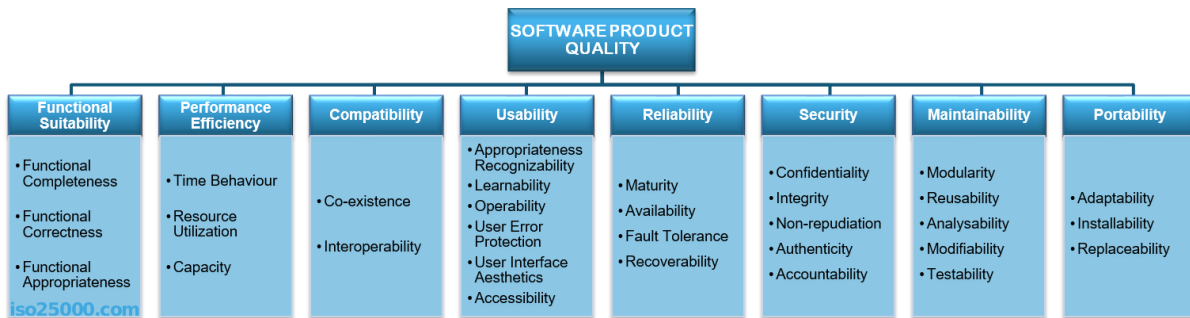 SOFTWARE PRODUCT
QUALITY
Functional
Suitability
• Functional
Completeness
• Functional
Correctness
• Functional
Appropriateness
Performance
Efficiency
• Time Behaviour
• Resource
Utilization
• Capacity
Compatibility
• Co-existence
• Interoperability
Usability
• Appropriateness
Recognizability
• Learnability
• Operability
• User Error
Protection
• User Interface
Aesthetics
• Accessibility
Reliability
• Maturity
• Availability
• Fault Tolerance
• Recoverability
Security
• Confidentiality
• Integrity
• Non-repudiation
• Authenticity
• Accountability
Maintainability
• Modularity
• Reusability
• Analysability
• Modifiability
• Testability
Portability
• Adaptability
• Installability
• Replaceability
iso25000.com